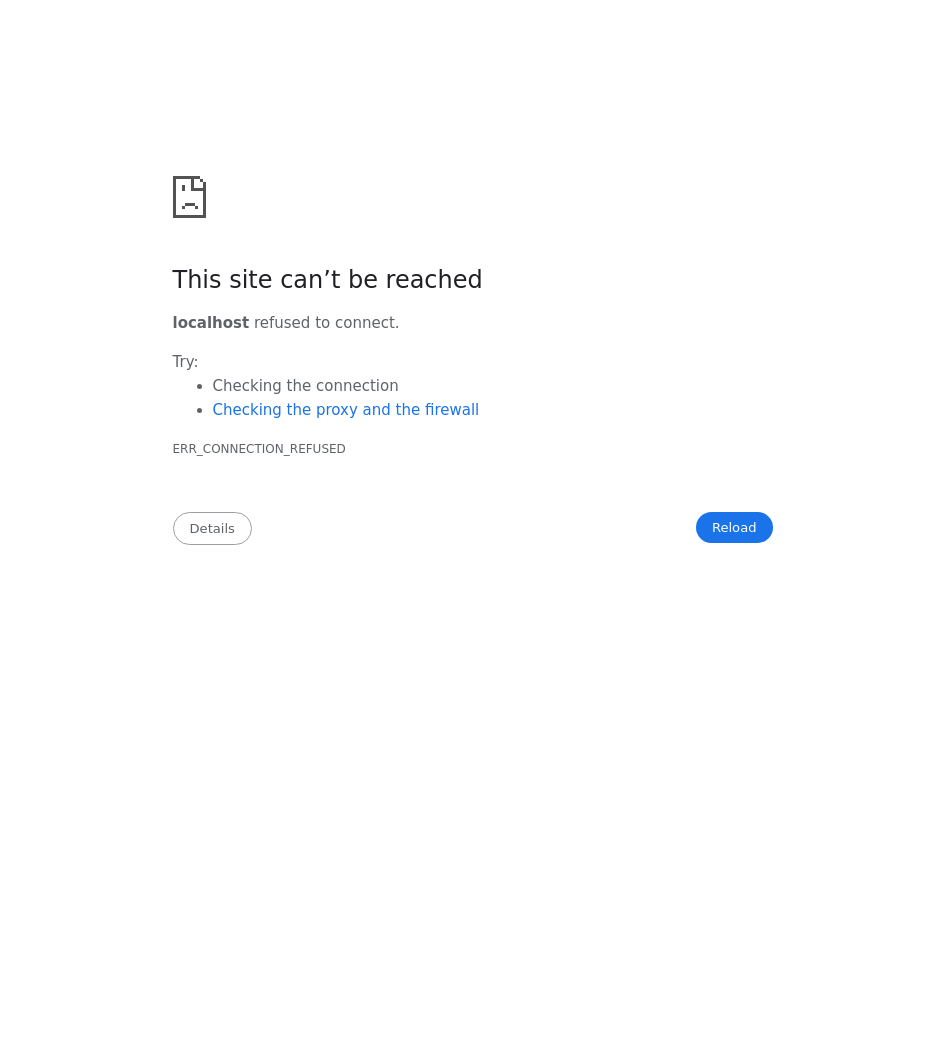 This site can’t be reached
localhost refused to connect.
Try:
Checking the connection
Checking the proxy and the firewall
ERR_CONNECTION_REFUSED
Details
Reload